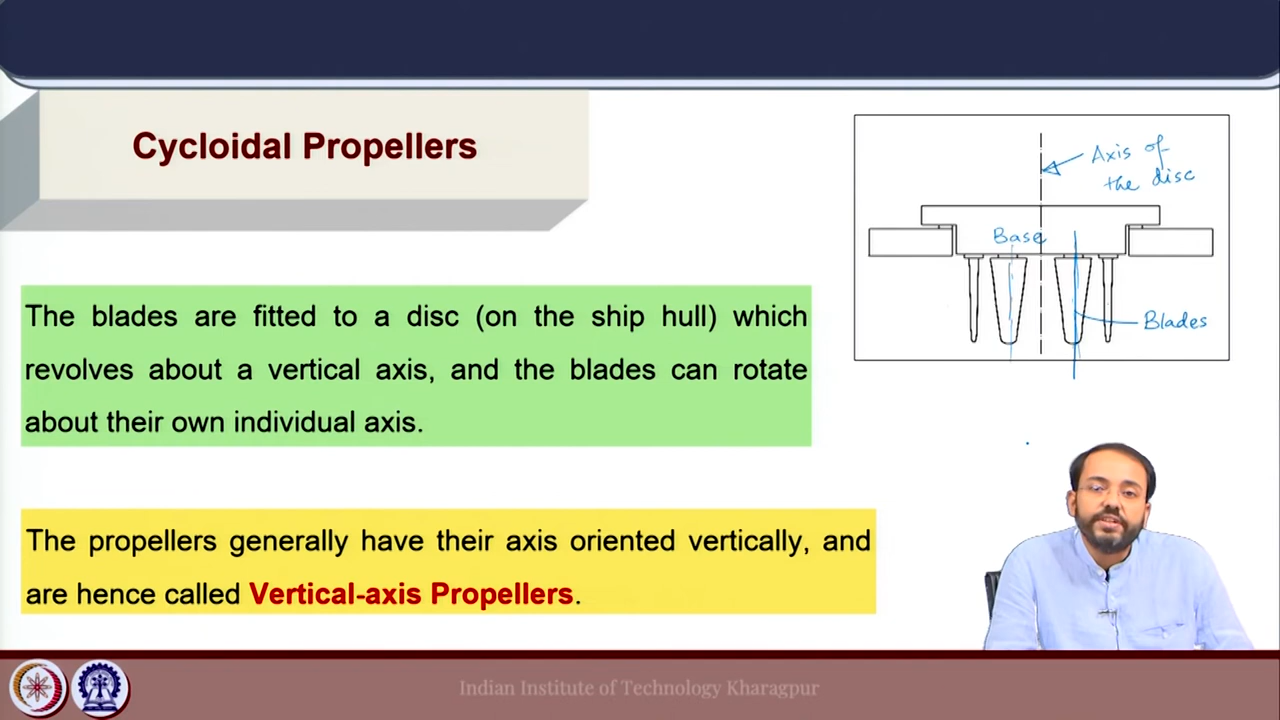 Cycloidal Propellers
Axis of
the disc
Base
Blades
The blades are fitted to a disc (on the ship hull) which
revolves about a vertical axis, and the blades can rotate
about their own individual axis.
The propellers generally have their axis oriented vertically, and
are hence called Vertical-axis Propellers.
Indian Institute of Technology Kharagpur